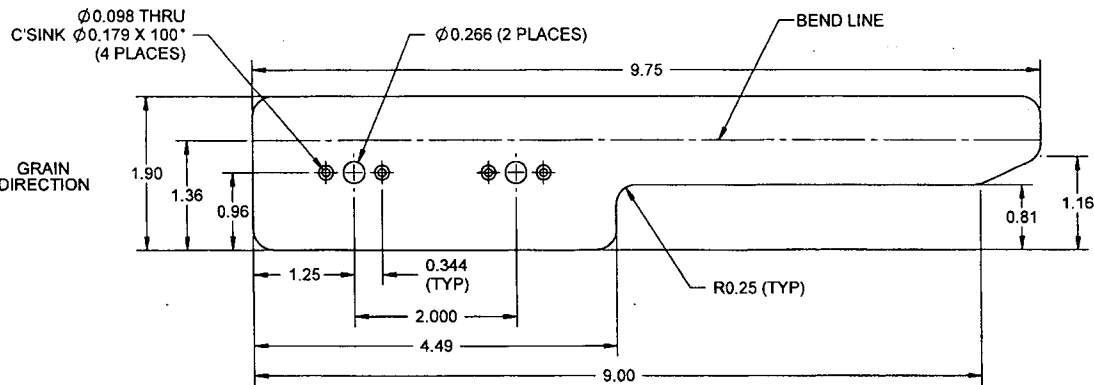 Ø0.098 THRU
C'SINK Ø0.179 X 100°
(4 PLACES)
Ø0.266 (2 PLACES)
BEND LINE
9.75
GRAIN
DIRECTION
1.90
1.36
0.96
0.81
1.16
1.25
0.344
(TYP)
R0.25 (TYP)
2.000
4.49
9.00